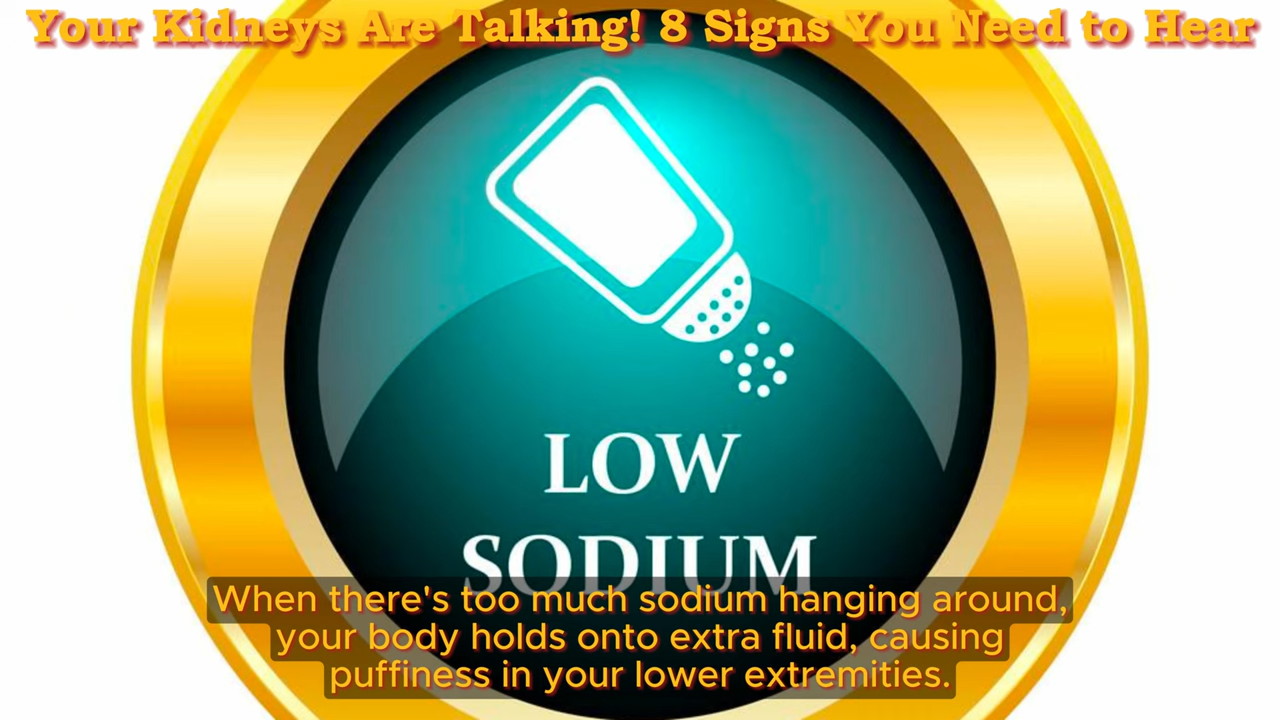 Your Kidneys Are Talking! 8 Signs You Need to Hear
LOW
SODIUM
When there's too much sodium hanging around,
your body holds onto extra fluid, causing
puffiness in your lower extremities.